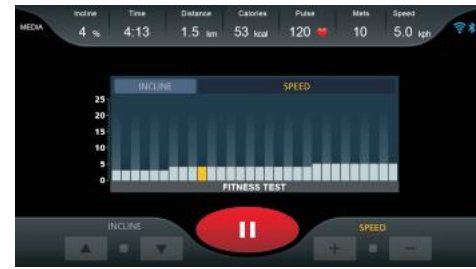 MEDIA
Incline Time Distance Calories Pulse Mets Speed
4 % 4:13 1.5 km 53 kcal 120 10 5.0 kph
INCLINE SPEED
25
20
15
10
5
0
FITNESS TEST
INCLINE SPEED